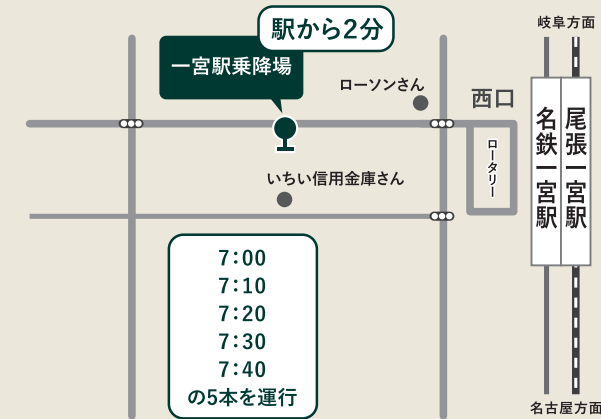 駅から2分
一宮駅乗降場
岐阜方面
ローソンさん
西口
ロータリー
名鉄一宮駅
尾張一宮駅
いちい信用金庫さん
7:00
7:10
7:20
7:30
7:40
の5本を運行
名古屋方面